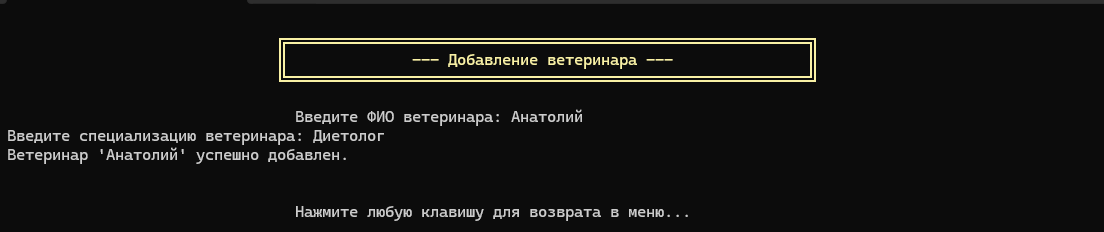 --- Добавление ветеринара ---
Введите ФИО ветеринара: Анатолий
Введите специализацию ветеринара: Диетолог
Ветеринар 'Анатолий' успешно добавлен.
Нажмите любую клавишу для возврата в меню...